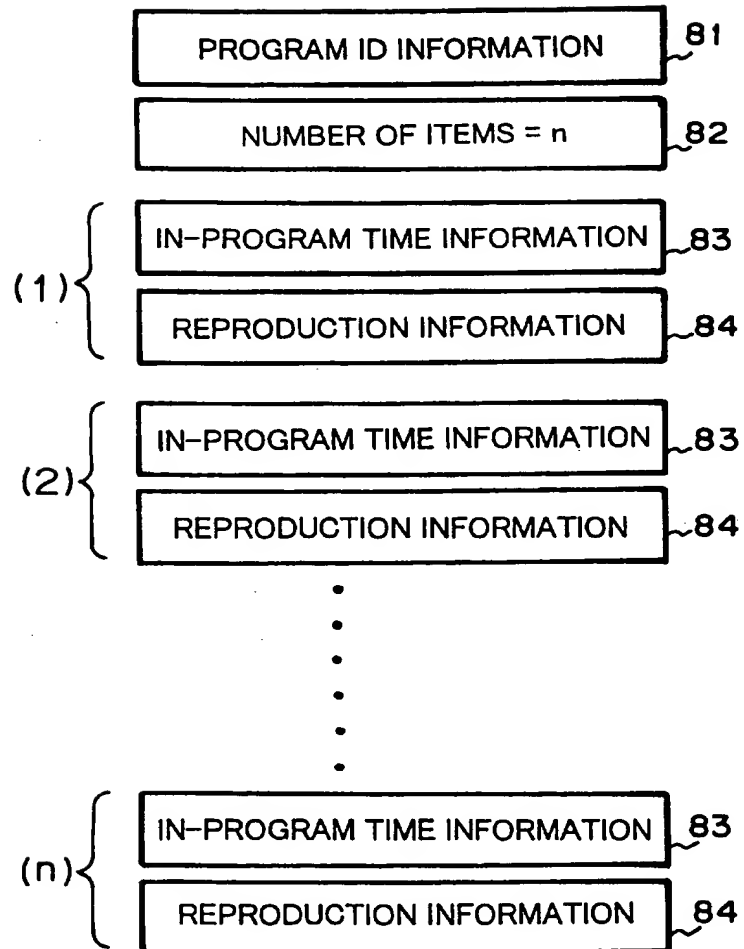 PROGRAM ID INFORMATION 81
NUMBER OF ITEMS = n 82
(1)
IN-PROGRAM TIME INFORMATION 83
REPRODUCTION INFORMATION 84
(2)
IN-PROGRAM TIME INFORMATION 83
REPRODUCTION INFORMATION 84
(n)
IN-PROGRAM TIME INFORMATION 83
REPRODUCTION INFORMATION 84